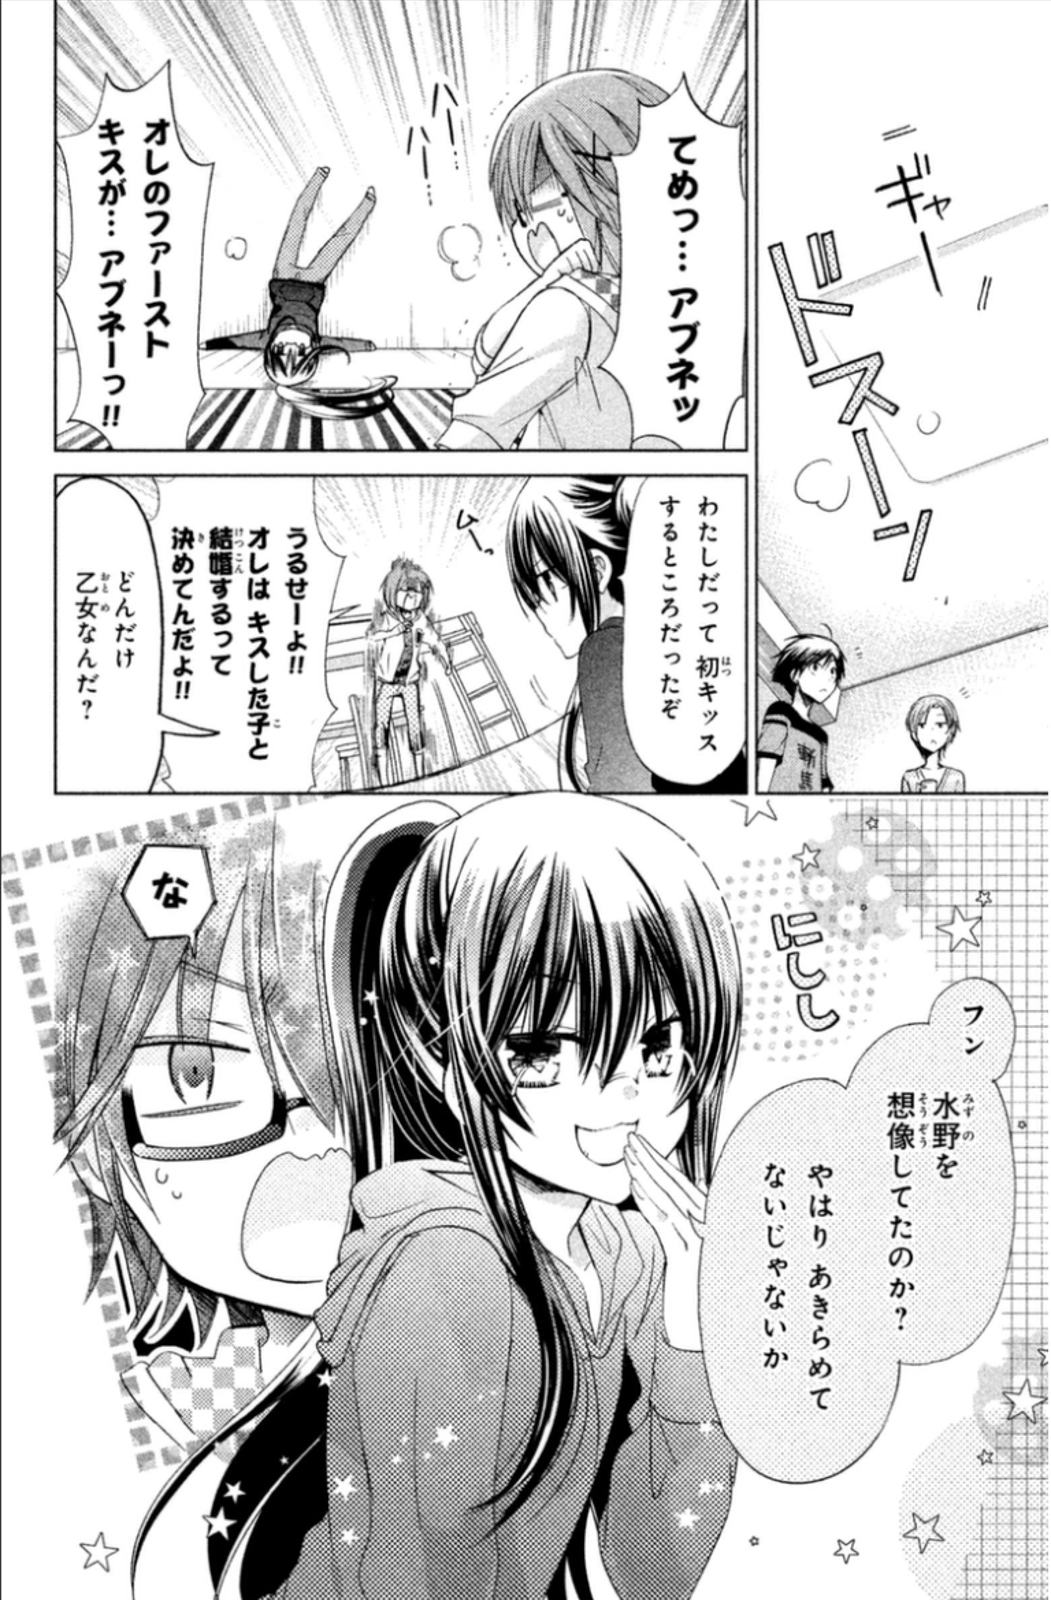 ギャー
ドスーン
斬馬
てめっ…アブネッ
ハー
ハー
オレのファースト
キスが…アブネーっ!!
わたしだって 初キッス
するところだったぞ
ムーッ
うるせーよ!!
オレは キスした子と
結婚するって
決めてんだよ!!
どんだけ
乙女なんだ?
にししし
フン
水野を
想像してたのか?
やはり あきらめて
ないじゃないか
な